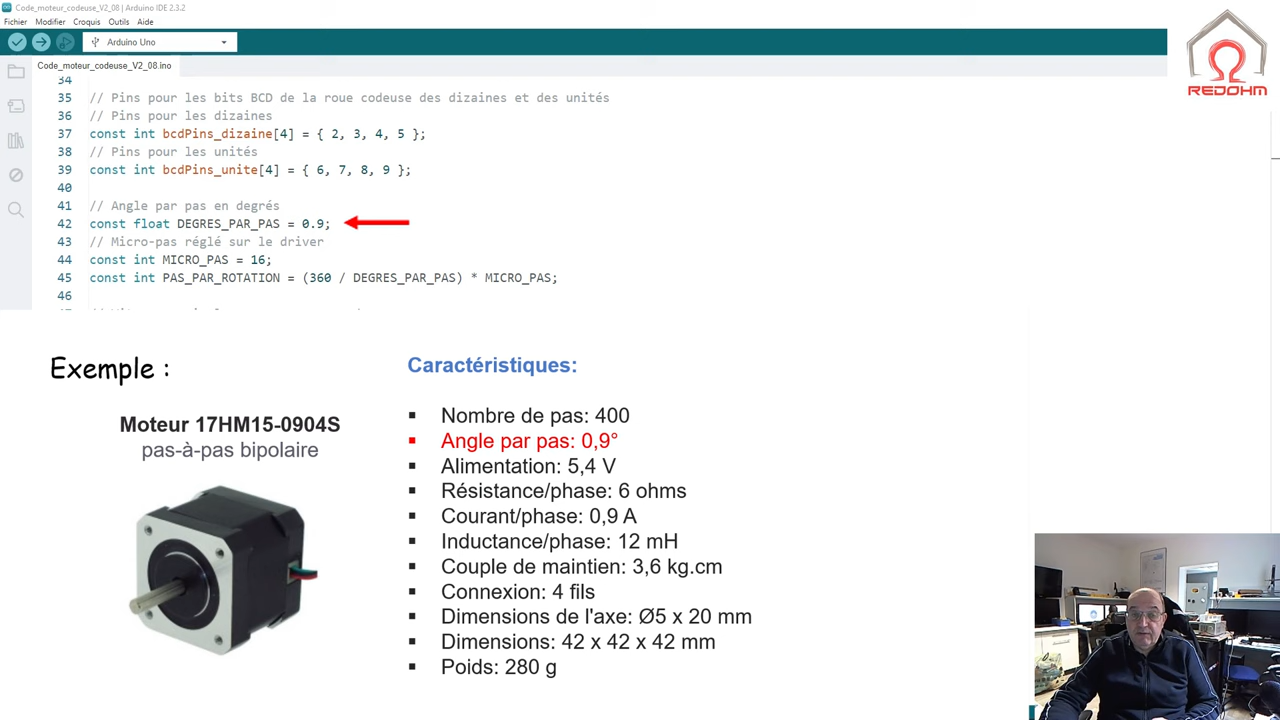 Code_moteur_codeuse_V2_08 | Arduino IDE 2.3.2
Fichier Modifier Croquis Outils Aide
Arduino Uno
Code_moteur_codeuse_V2_08.ino
REDOHM
34
35 // Pins pour les bits BCD de la roue codeuse des dizaines et des unités
36 // Pins pour les dizaines
37 const int bcdPins_dizaine[4] = { 2, 3, 4, 5 };
38 // Pins pour les unités
39 const int bcdPins_unite[4] = { 6, 7, 8, 9 };
40
41 // Angle par pas en degrés
42 const float DEGRES_PAR_PAS = 0.9;
43 // Micro-pas réglé sur le driver
44 const int MICRO_PAS = 16;
45 const int PAS_PAR_ROTATION = (360 / DEGRES_PAR_PAS) * MICRO_PAS;
46
Exemple :
Moteur 17HM15-0904S
pas-à-pas bipolaire
Caractéristiques:
▪ Nombre de pas: 400
▪ Angle par pas: 0,9°
▪ Alimentation: 5,4 V
▪ Résistance/phase: 6 ohms
▪ Courant/phase: 0,9 A
▪ Inductance/phase: 12 mH
▪ Couple de maintien: 3,6 kg.cm
▪ Connexion: 4 fils
▪ Dimensions de l'axe: Ø5 x 20 mm
▪ Dimensions: 42 x 42 x 42 mm
▪ Poids: 280 g